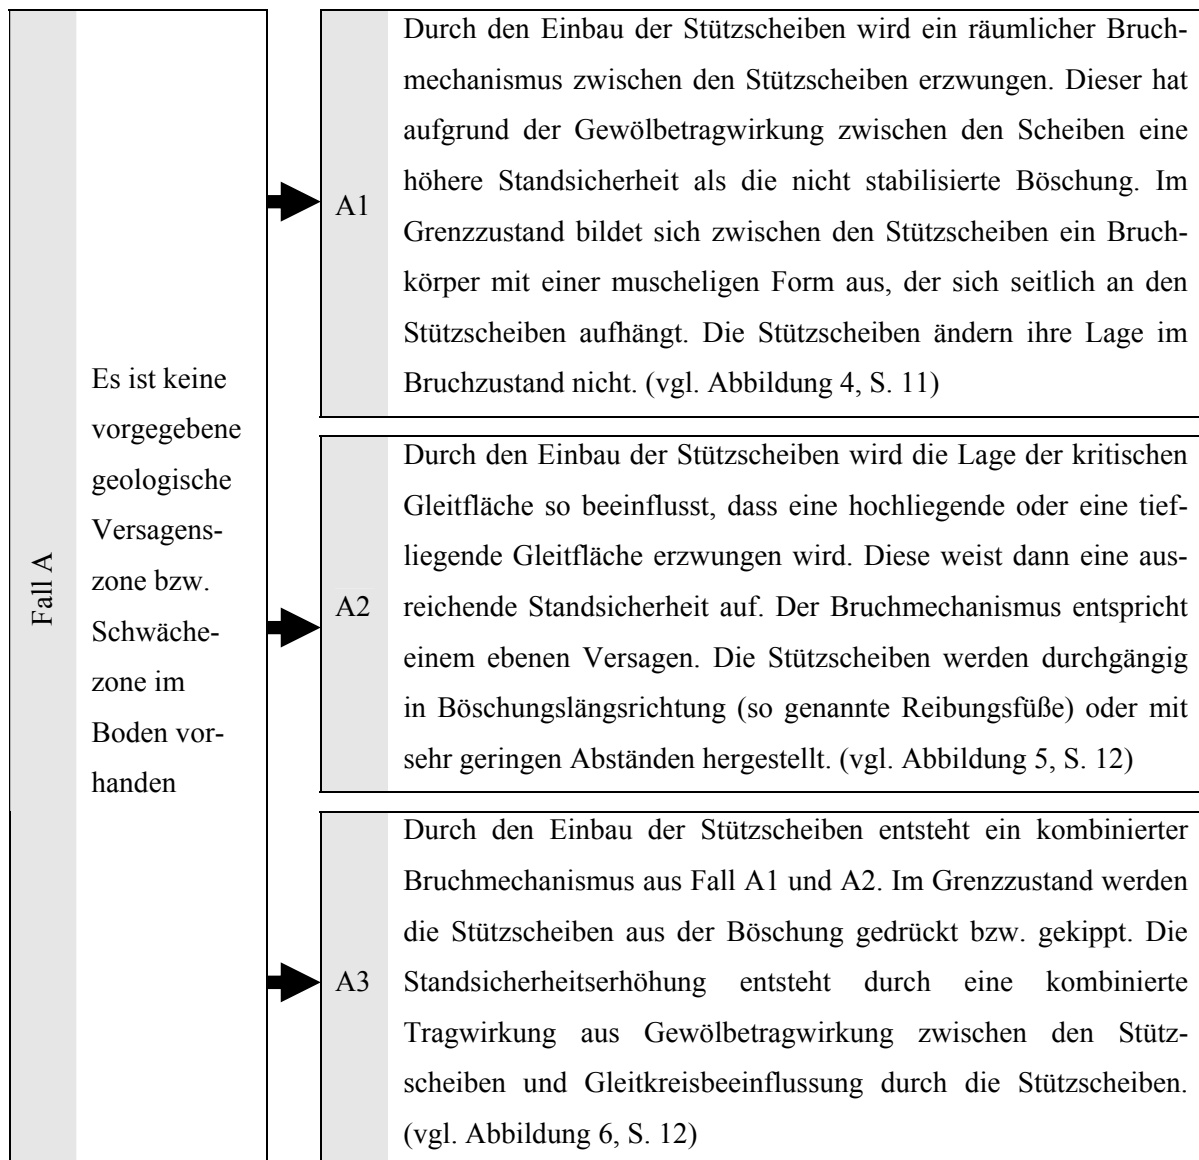 Fall A
Es ist keine
vorgegebene
geologische
Versagens-
zone bzw.
Schwäche-
zone im
Boden vor-
handen
A1
Durch den Einbau der Stützscheiben wird ein räumlicher Bruch-
mechanismus zwischen den Stützscheiben erzwungen. Dieser hat
aufgrund der Gewölbetragwirkung zwischen den Scheiben eine
höhere Standsicherheit als die nicht stabilisierte Böschung. Im
Grenzzustand bildet sich zwischen den Stützscheiben ein Bruch-
körper mit einer muscheligen Form aus, der sich seitlich an den
Stützscheiben aufhängt. Die Stützscheiben ändern ihre Lage im
Bruchzustand nicht. (vgl. Abbildung 4, S. 11)
A2
Durch den Einbau der Stützscheiben wird die Lage der kritischen
Gleitfläche so beeinflusst, dass eine hochliegende oder eine tief-
liegende Gleitfläche erzwungen wird. Diese weist dann eine aus-
reichende Standsicherheit auf. Der Bruchmechanismus entspricht
einem ebenen Versagen. Die Stützscheiben werden durchgängig
in Böschungslängsrichtung (so genannte Reibungsfüße) oder mit
sehr geringen Abständen hergestellt. (vgl. Abbildung 5, S. 12)
A3
Durch den Einbau der Stützscheiben entsteht ein kombinierter
Bruchmechanismus aus Fall A1 und A2. Im Grenzzustand werden
die Stützscheiben aus der Böschung gedrückt bzw. gekippt. Die
Standsicherheitserhöhung entsteht durch eine kombinierte
Tragwirkung aus Gewölbetragwirkung zwischen den Stütz-
scheiben und Gleitkreisbeeinflussung durch die Stützscheiben.
(vgl. Abbildung 6, S. 12)